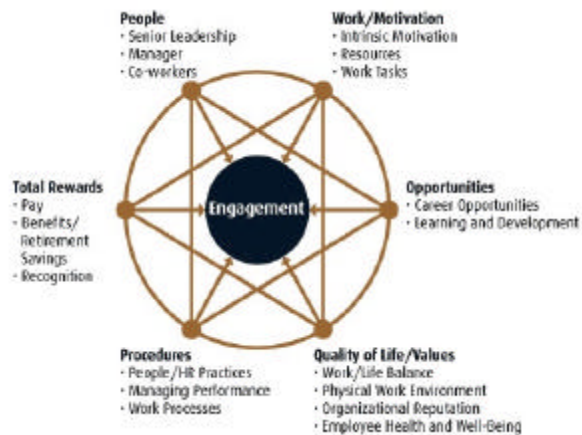 People
• Senior Leadership
• Manager
• Co-workers
Work/Motivation
• Intrinsic Motivation
• Resources
• Work Tasks
Total Rewards
• Pay
• Benefits/
Retirement
Savings
• Recognition
Engagement
Opportunities
• Career Opportunities
• Learning and Development
Procedures
• People/HR Practices
• Managing Performance
• Work Processes
Quality of Life/Values
• Work/Life Balance
• Physical Work Environment
• Organizational Reputation
• Employee Health and Well-Being